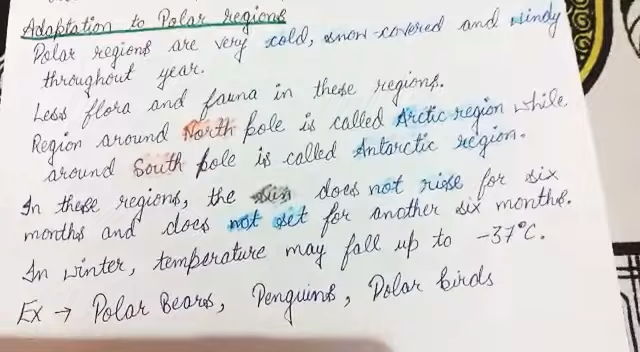 Adaptation to Polar regions
Polar regions are very cold, snow-covered and windy
throughout year.
Less flora and fauna in these regions.
Region around North pole is called Arctic region while
around South pole is called Antarctic region.
In these regions, the sun does not rise for six
months and does not set for another six months.
In winter, temperature may fall up to -37°C.
Ex → Polar Bears, Penguins, Polar birds